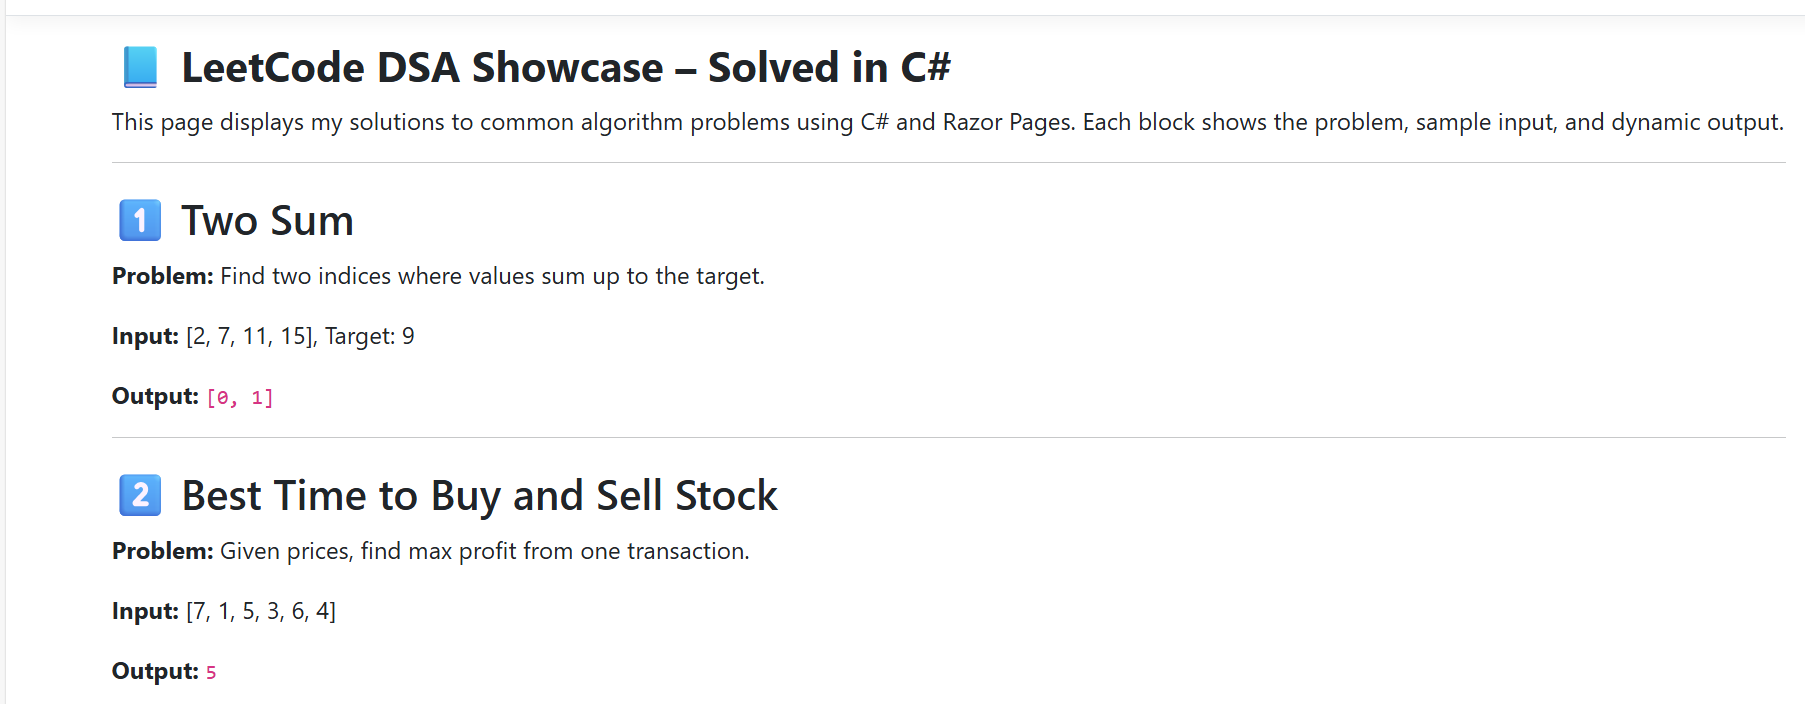 📘 LeetCode DSA Showcase – Solved in C#
This page displays my solutions to common algorithm problems using C# and Razor Pages. Each block shows the problem, sample input, and dynamic output.
1️⃣ Two Sum
Problem: Find two indices where values sum up to the target.
Input: [2, 7, 11, 15], Target: 9
Output: [0, 1]
2️⃣ Best Time to Buy and Sell Stock
Problem: Given prices, find max profit from one transaction.
Input: [7, 1, 5, 3, 6, 4]
Output: 5